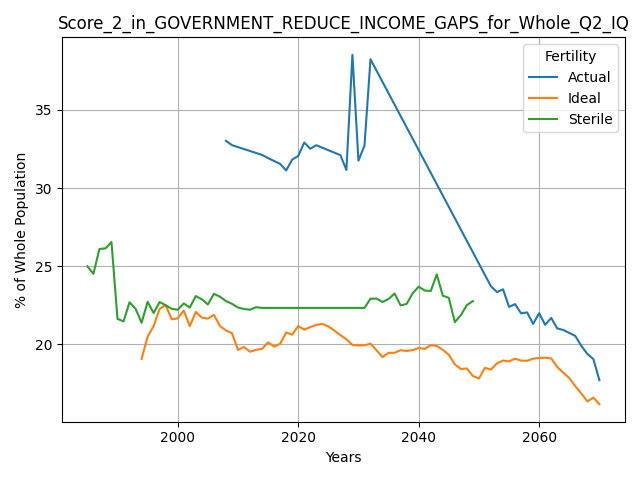 Score_2_in_GOVERNMENT_REDUCE_INCOME_GAPS_for_Whole_Q2_IQ
Fertility
Actual
Ideal
Sterile
% of Whole Population
35
30
25
20
2000
2020
2040
2060
Years